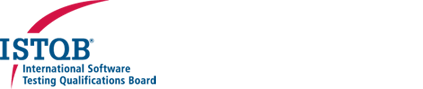 ISTQB®
International Software
Testing Qualifications Board